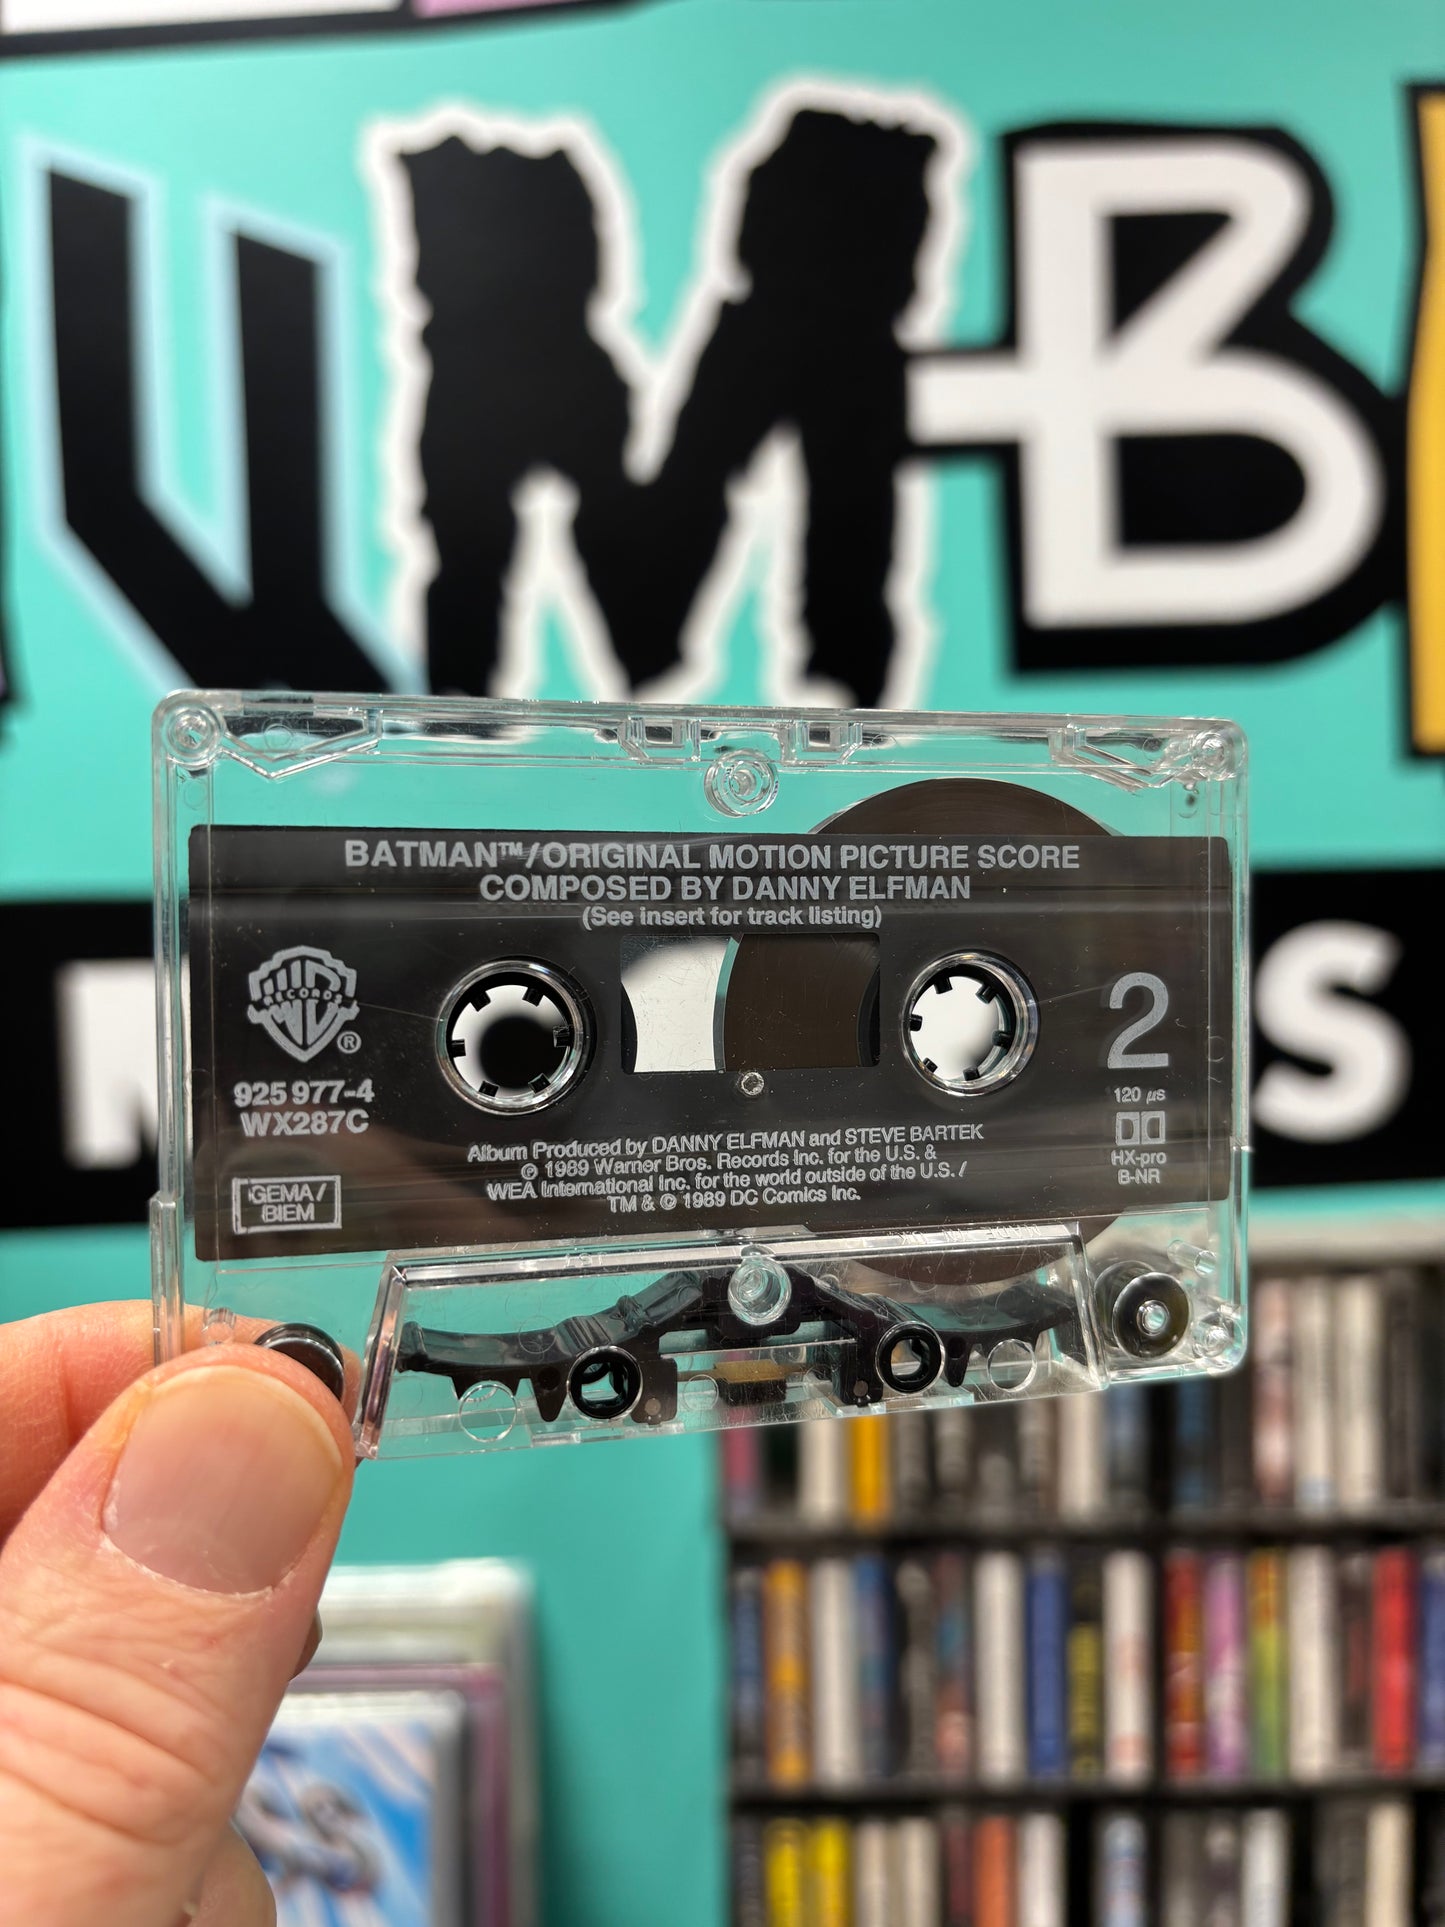 UMB
BATMAN™/ORIGINAL MOTION PICTURE SCORE
COMPOSED BY DANNY ELFMAN
(See insert for track listing)
RECORDS
®
925 977-4
WX287C
GEMA/
BIEM
2
120 µs
HX-pro
B-NR
Album Produced by DANNY ELFMAN and STEVE BARTEK
© 1989 Warner Bros. Records Inc. for the U.S. &
WEA International Inc. for the world outside of the U.S. /
TM & © 1989 DC Comics Inc.
S